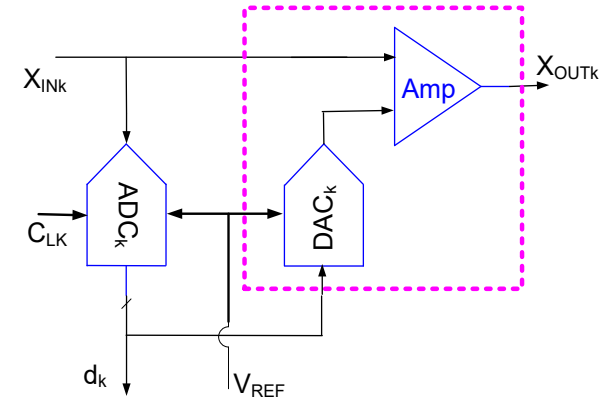 X_INk
Amp
X_OUTk
ADC_k
DAC_k
C_LK
d_k
V_REF